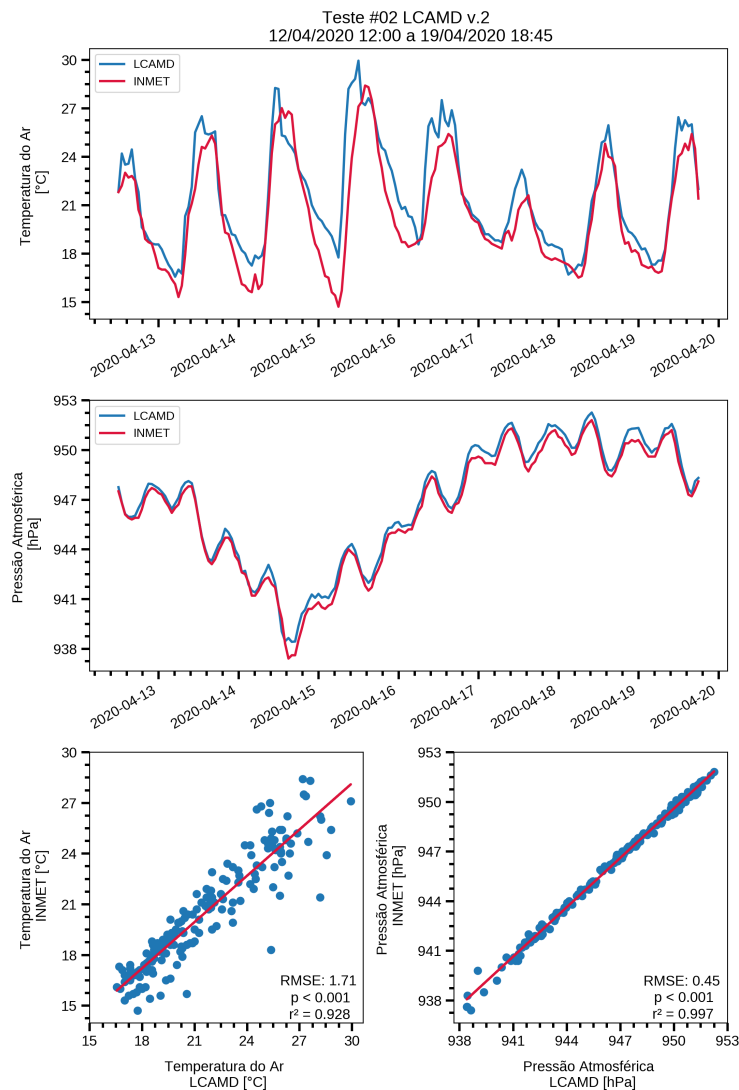 Teste #02 LCAMD v.2
12/04/2020 12:00 a 19/04/2020 18:45
LCAMD
INMET
Temperatura do Ar
[°C]
30
27
24
21
18
15
2020-04-13
2020-04-14
2020-04-15
2020-04-16
2020-04-17
2020-04-18
2020-04-19
2020-04-20
LCAMD
INMET
Pressão Atmosférica
[hPa]
953
950
947
944
941
938
2020-04-13
2020-04-14
2020-04-15
2020-04-16
2020-04-17
2020-04-18
2020-04-19
2020-04-20
Temperatura do Ar
INMET [°C]
30
27
24
21
18
15
RMSE: 1.71
p < 0.001
r² = 0.928
15
18
21
24
27
30
Temperatura do Ar
LCAMD [°C]
Pressão Atmosférica
INMET [hPa]
953
950
947
944
941
938
RMSE: 0.45
p < 0.001
r² = 0.997
938
941
944
947
950
953
Pressão Atmosférica
LCAMD [hPa]